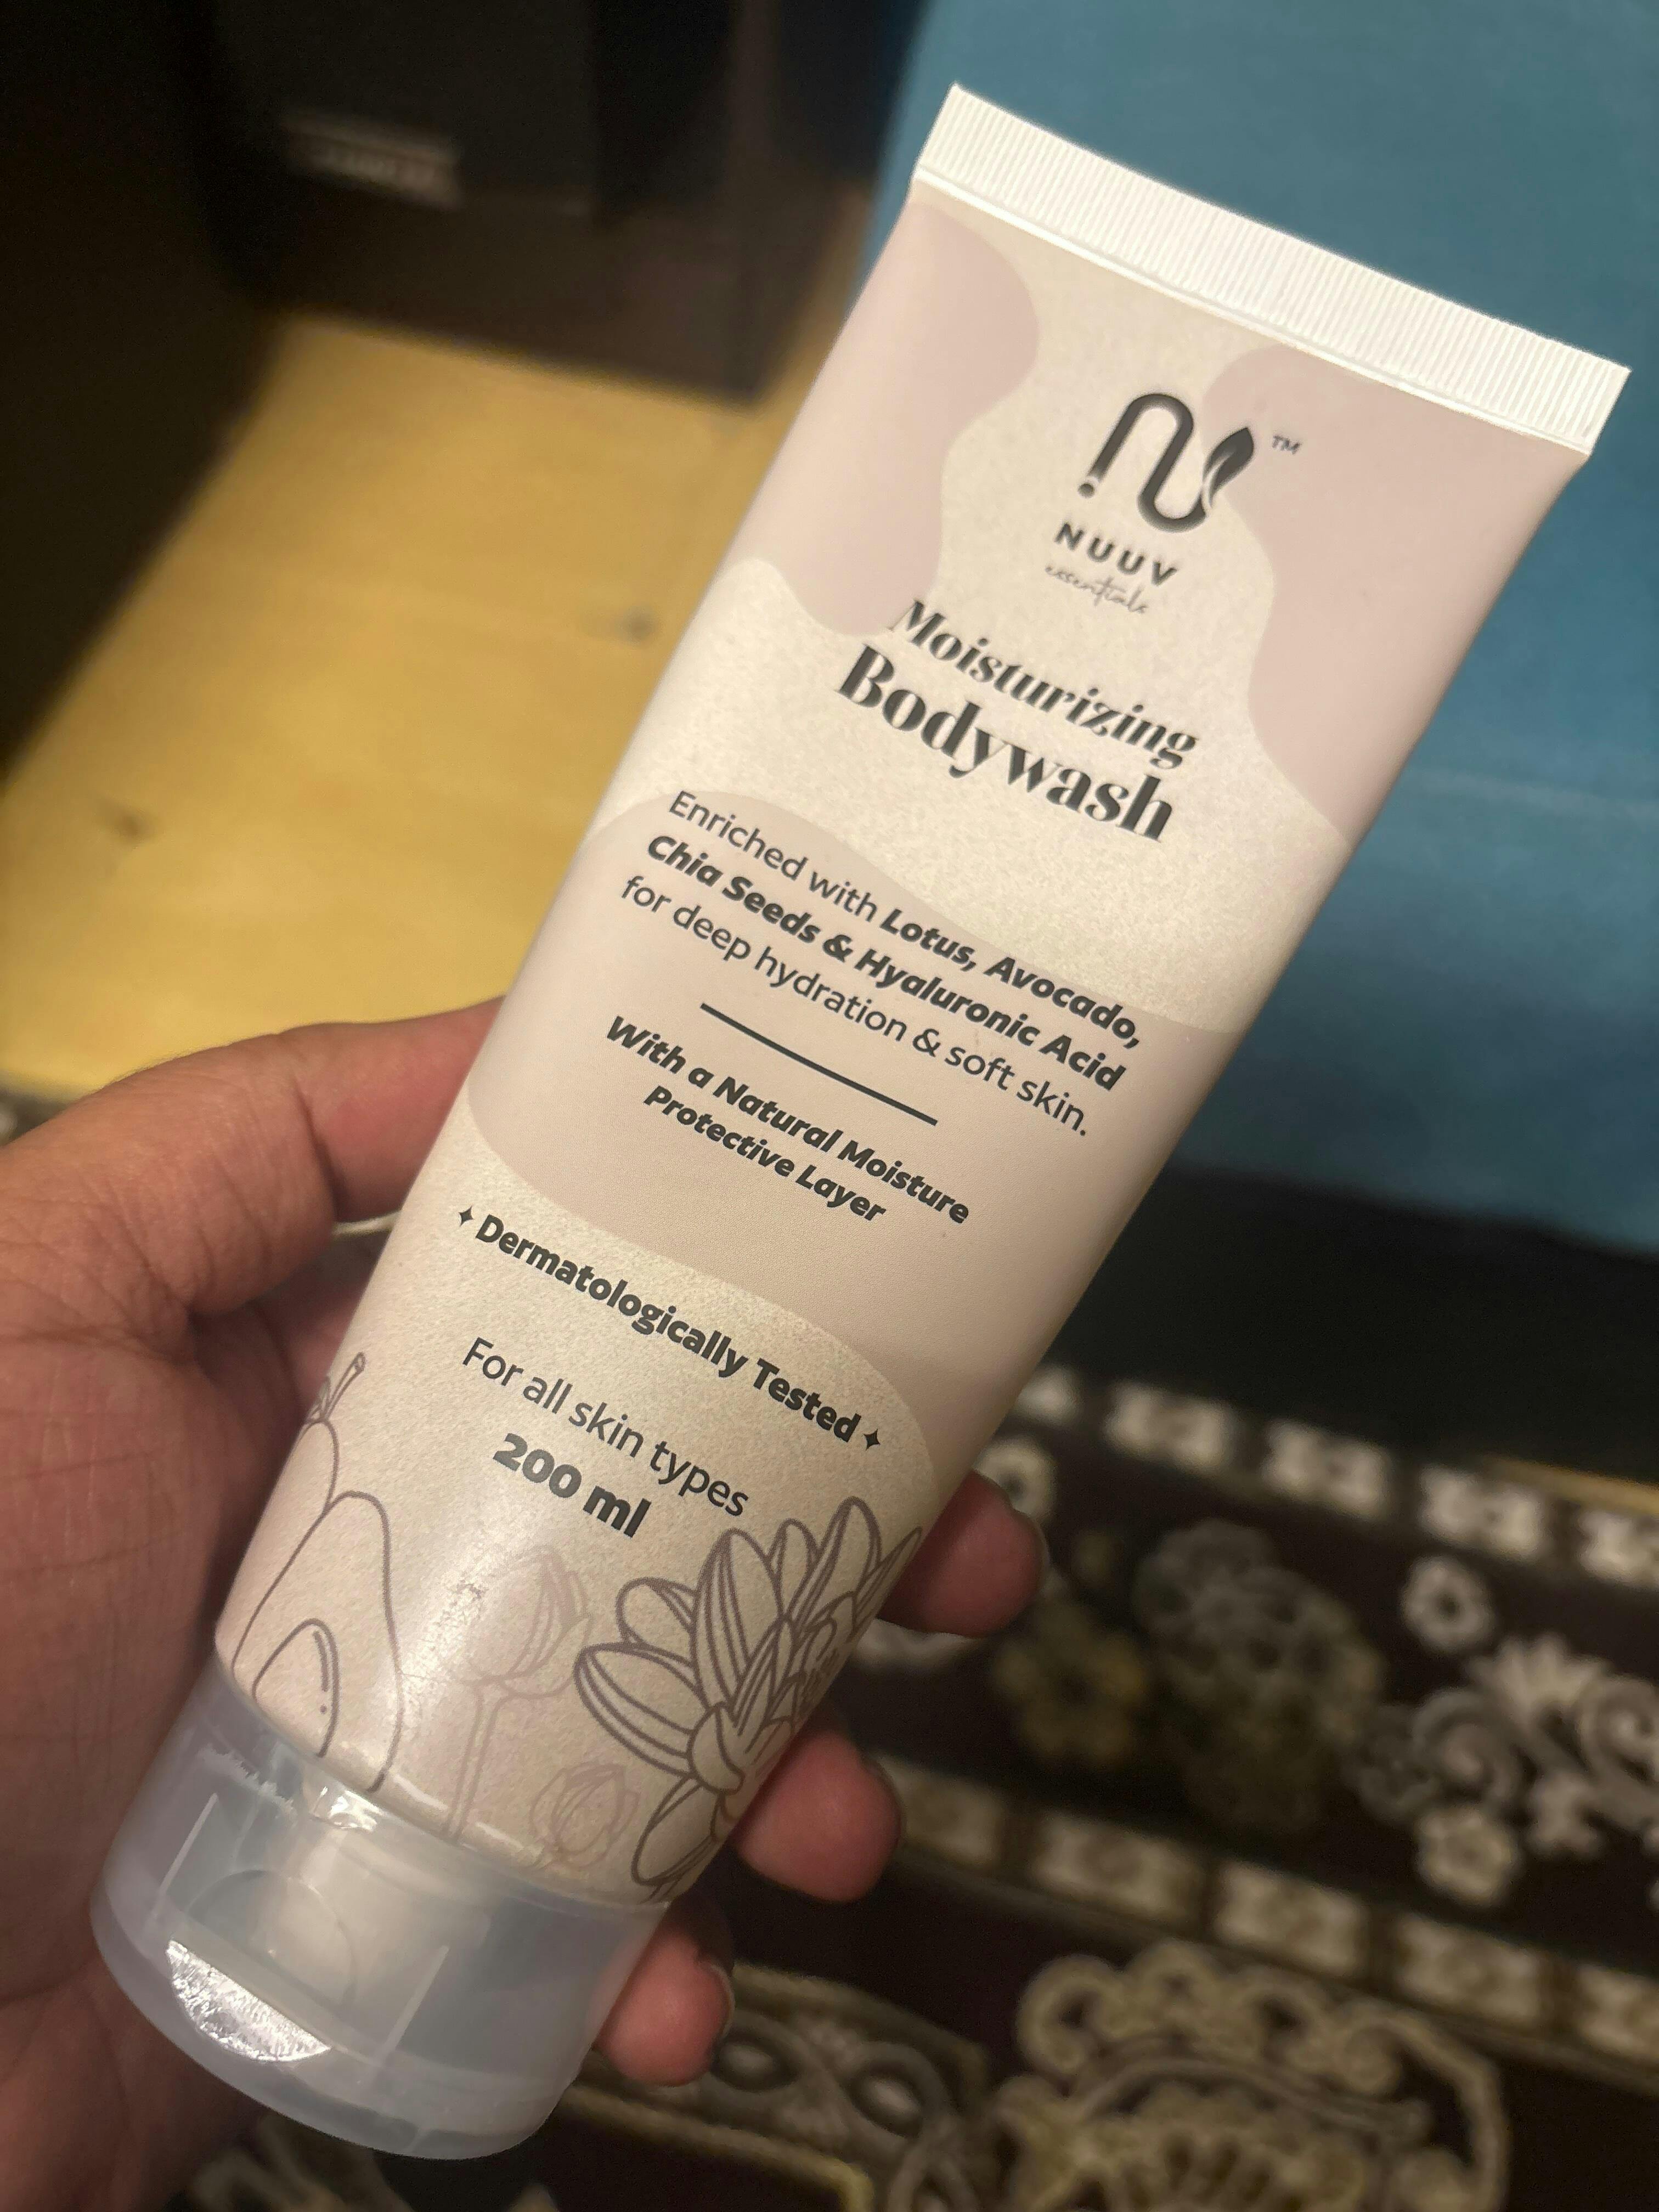 TM
NUUV
essentials
Moisturizing
Bodywash
Enriched with Lotus, Avocado,
Chia Seeds & Hyaluronic Acid
for deep hydration & soft skin.
With a Natural Moisture
Protective Layer
Dermatologically Tested
For all skin types
200 ml